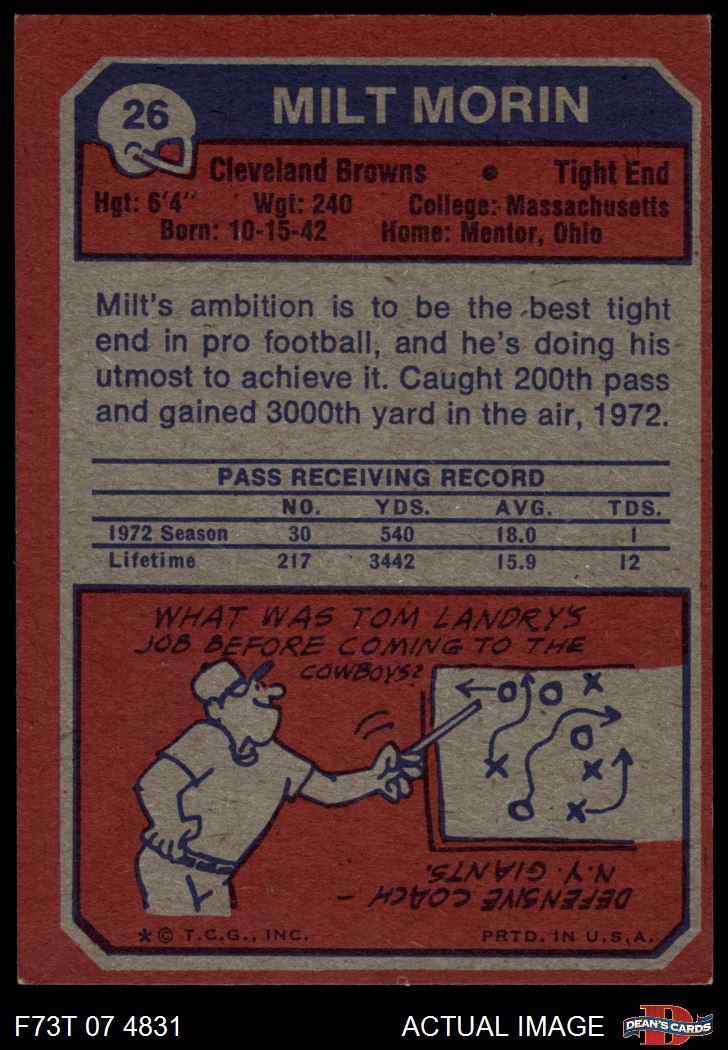 26
MILT MORIN
Cleveland Browns • Tight End
Hgt: 6'4" Wgt: 240 College: Massachusetts
Born: 10-15-42 Home: Mentor, Ohio
Milt's ambition is to be the best tight
end in pro football, and he's doing his
utmost to achieve it. Caught 200th pass
and gained 3000th yard in the air, 1972.
PASS RECEIVING RECORD
NO. YDS. AVG. TDS.
1972 Season 30 540 18.0 1
Lifetime 217 3442 15.9 12
WHAT WAS TOM LANDRY'S
JOB BEFORE COMING TO THE
COWBOYS?
DEFENSIVE COACH –
N.Y. GIANTS.
* © T.C.G., INC. PRTD. IN U.S.A.
F73T 07 4831 ACTUAL IMAGE
D
DEAN'S CARDS